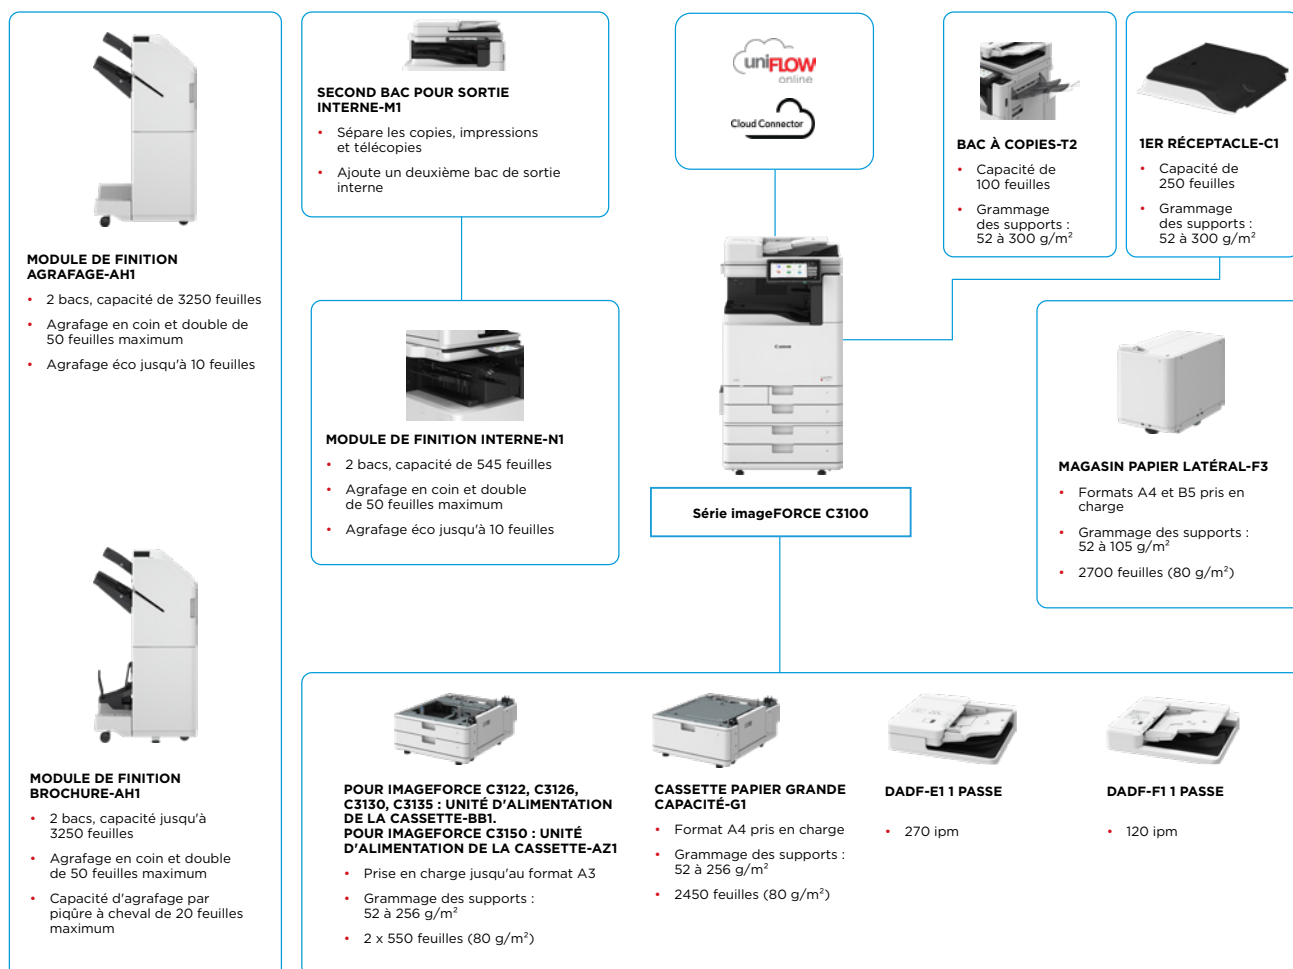 MODULE DE FINITION
AGRAFAGE-AH1
• 2 bacs, capacité de 3250 feuilles
• Agrafage en coin et double de
50 feuilles maximum
• Agrafage éco jusqu'à 10 feuilles
MODULE DE FINITION
BROCHURE-AH1
• 2 bacs, capacité jusqu'à
3250 feuilles
• Agrafage en coin et double
de 50 feuilles maximum
• Capacité d'agrafage par
piqûre à cheval de 20 feuilles
maximum
SECOND BAC POUR SORTIE
INTERNE-M1
• Sépare les copies, impressions
et télécopies
• Ajoute un deuxième bac de sortie
interne
MODULE DE FINITION INTERNE-N1
• 2 bacs, capacité de 545 feuilles
• Agrafage en coin et double
de 50 feuilles maximum
• Agrafage éco jusqu'à 10 feuilles
uniFLOW
online
Cloud Connector
Canon
Série imageFORCE C3100
BAC À COPIES-T2
• Capacité de
100 feuilles
• Grammage
des supports :
52 à 300 g/m²
1ER RÉCEPTACLE-C1
• Capacité de
250 feuilles
• Grammage
des supports :
52 à 300 g/m²
MAGASIN PAPIER LATÉRAL-F3
• Formats A4 et B5 pris en
charge
• Grammage des supports :
52 à 105 g/m²
• 2700 feuilles (80 g/m²)
POUR IMAGEFORCE C3122, C3126,
C3130, C3135 : UNITÉ D'ALIMENTATION
DE LA CASSETTE-BB1.
POUR IMAGEFORCE C3150 : UNITÉ
D'ALIMENTATION DE LA CASSETTE-AZ1
• Prise en charge jusqu'au format A3
• Grammage des supports :
52 à 256 g/m²
• 2 x 550 feuilles (80 g/m²)
CASSETTE PAPIER GRANDE
CAPACITÉ-G1
• Format A4 pris en charge
• Grammage des supports :
52 à 256 g/m²
• 2450 feuilles (80 g/m²)
DADF-E1 1 PASSE
• 270 ipm
DADF-F1 1 PASSE
• 120 ipm